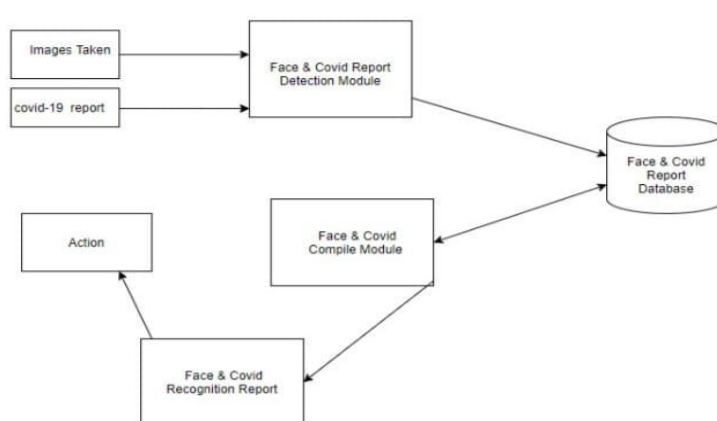 Images Taken
covid-19 report
Face & Covid Report
Detection Module
Face & Covid
Report
Database
Face & Covid
Compile Module
Action
Face & Covid
Recognition Report